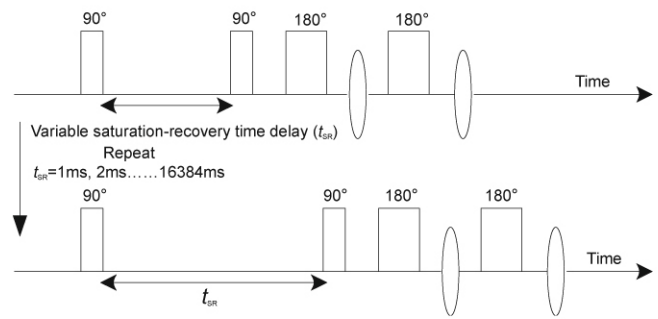 90° 90° 180° 180°
Time
Variable saturation-recovery time delay (tSR)
Repeat
tSR=1ms, 2ms......16384ms
90° 90° 180° 180°
Time
tSR